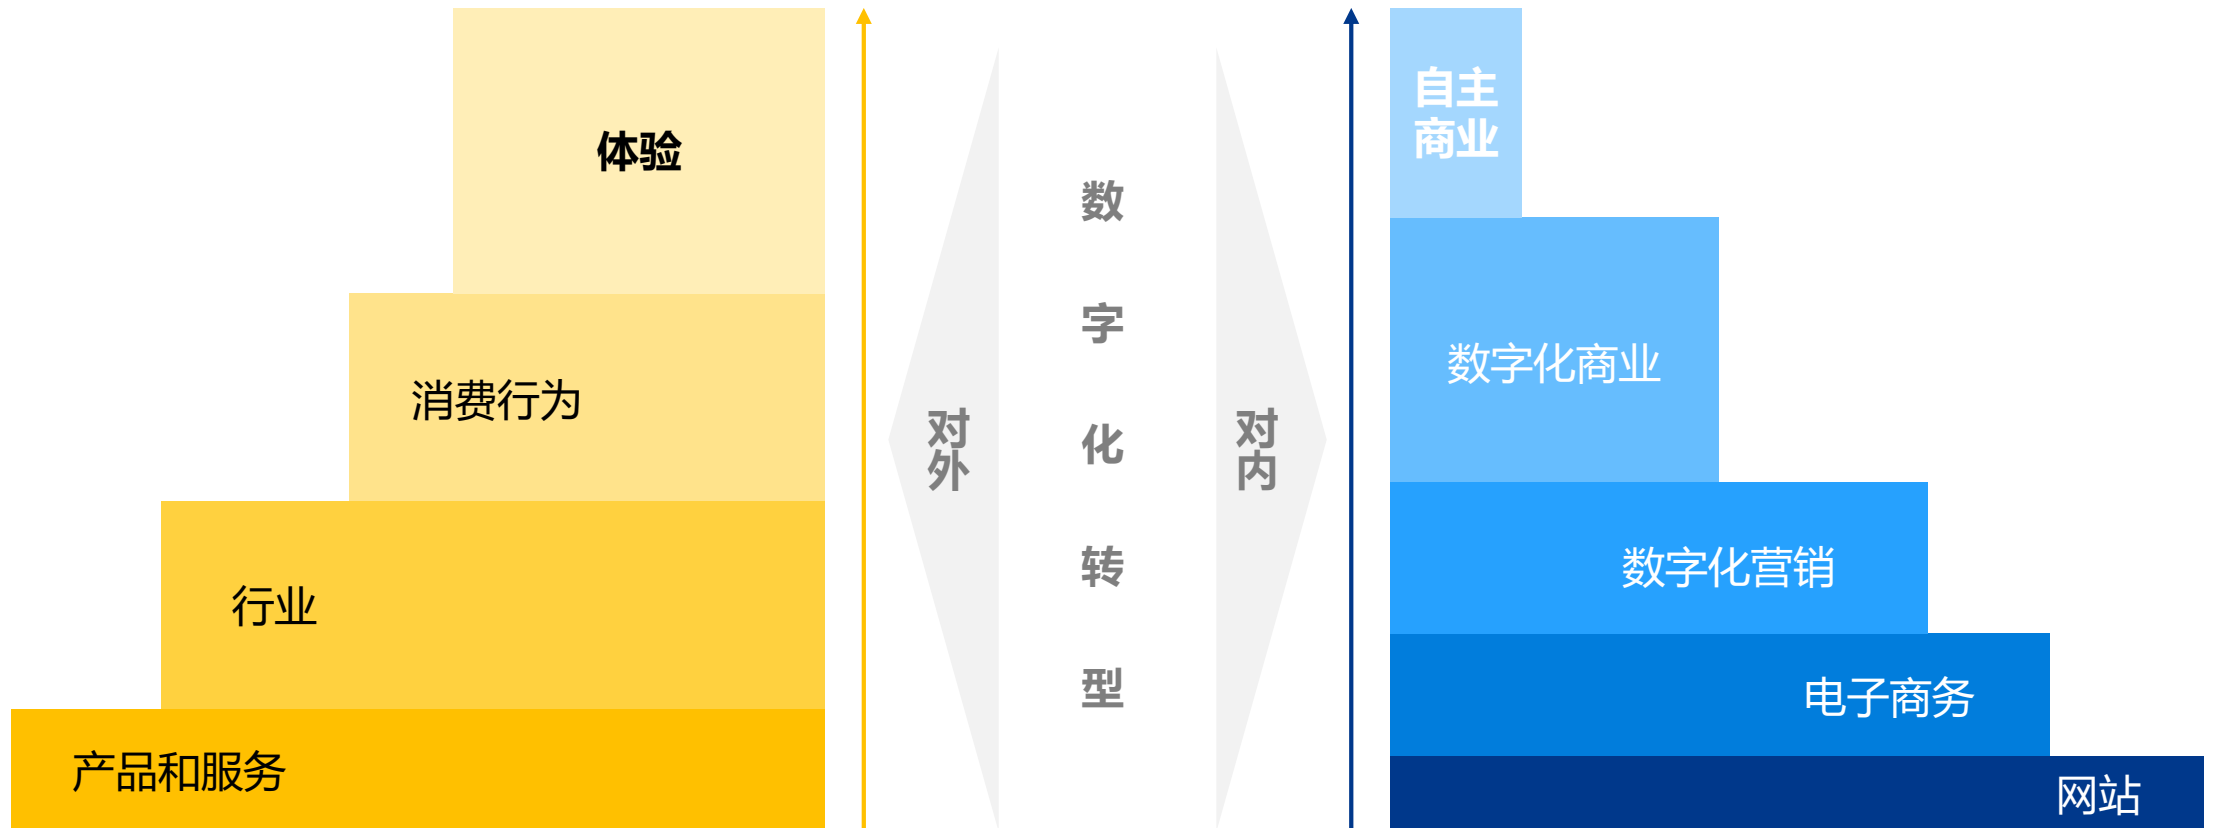 体验
消费行为
行业
产品和服务
对
外
数
字
化
转
型
对
内
自主
商业
数字化商业
数字化营销
电子商务
网站